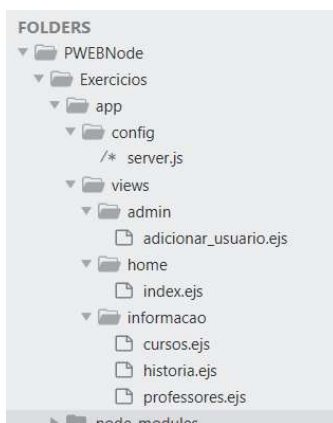 FOLDERS
PWEBNode
Exercicios
app
config
/* server.js
views
admin
adicionar_usuario.ejs
home
index.ejs
informacao
cursos.ejs
historia.ejs
professores.ejs
node_modules